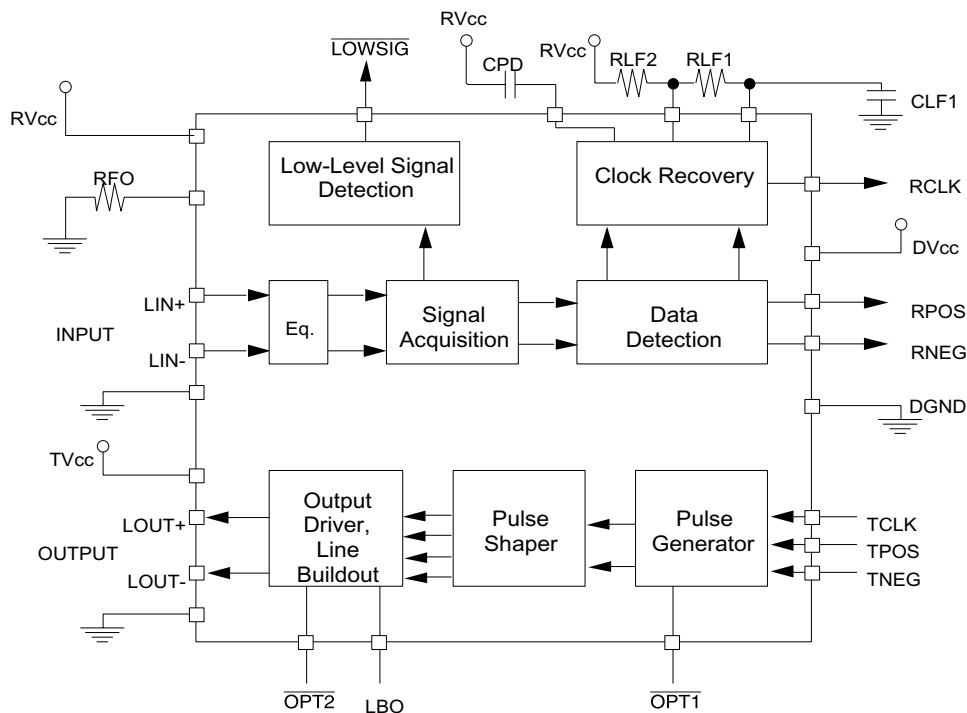 RVcc
LOWSIG
CPD
RVcc
RLF2
RLF1
CLF1
RVcc
RFO
Low-Level Signal
Detection
Clock Recovery
RCLK
DVcc
LIN+
INPUT
LIN-
Eq.
Signal
Acquisition
Data
Detection
RPOS
RNEG
DGND
TVcc
LOUT+
OUTPUT
LOUT-
Output
Driver,
Line
Buildout
Pulse
Shaper
Pulse
Generator
TCLK
TPOS
TNEG
OPT2
LBO
OPT1